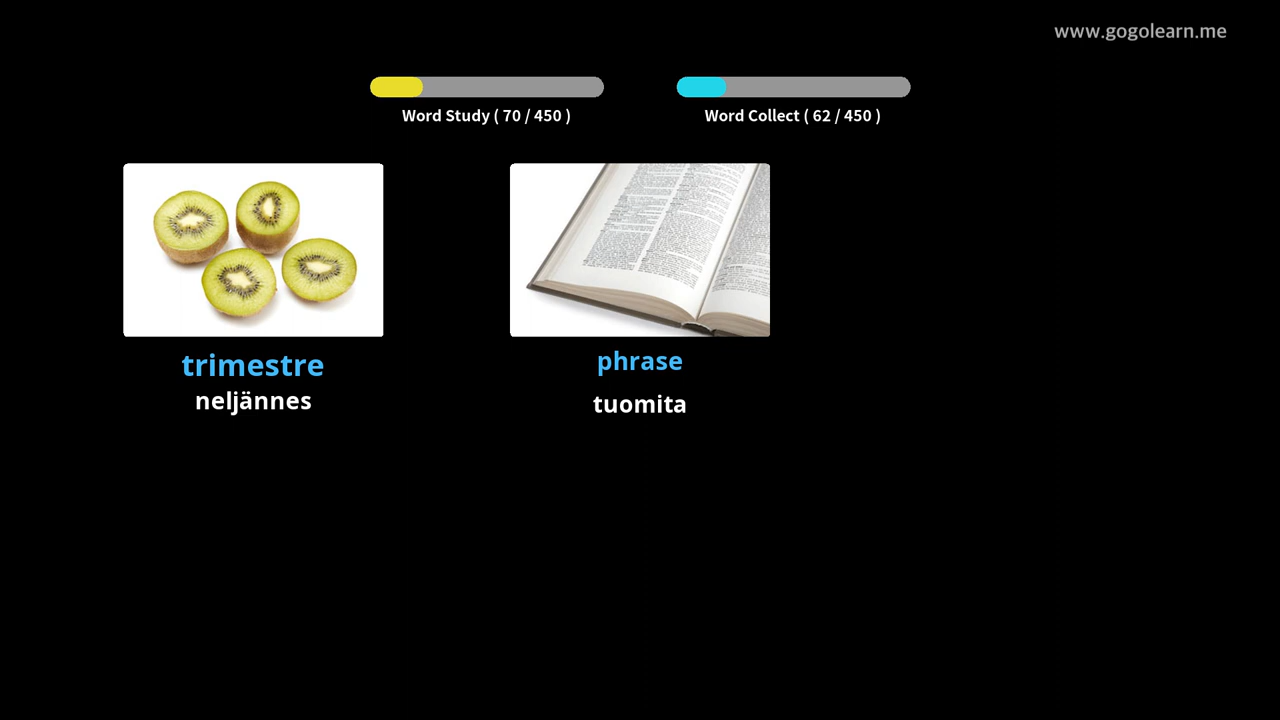 www.gogolearn.me
Word Study ( 70 / 450 )
Word Collect ( 62 / 450 )
trimestre
neljännes
phrase
tuomita